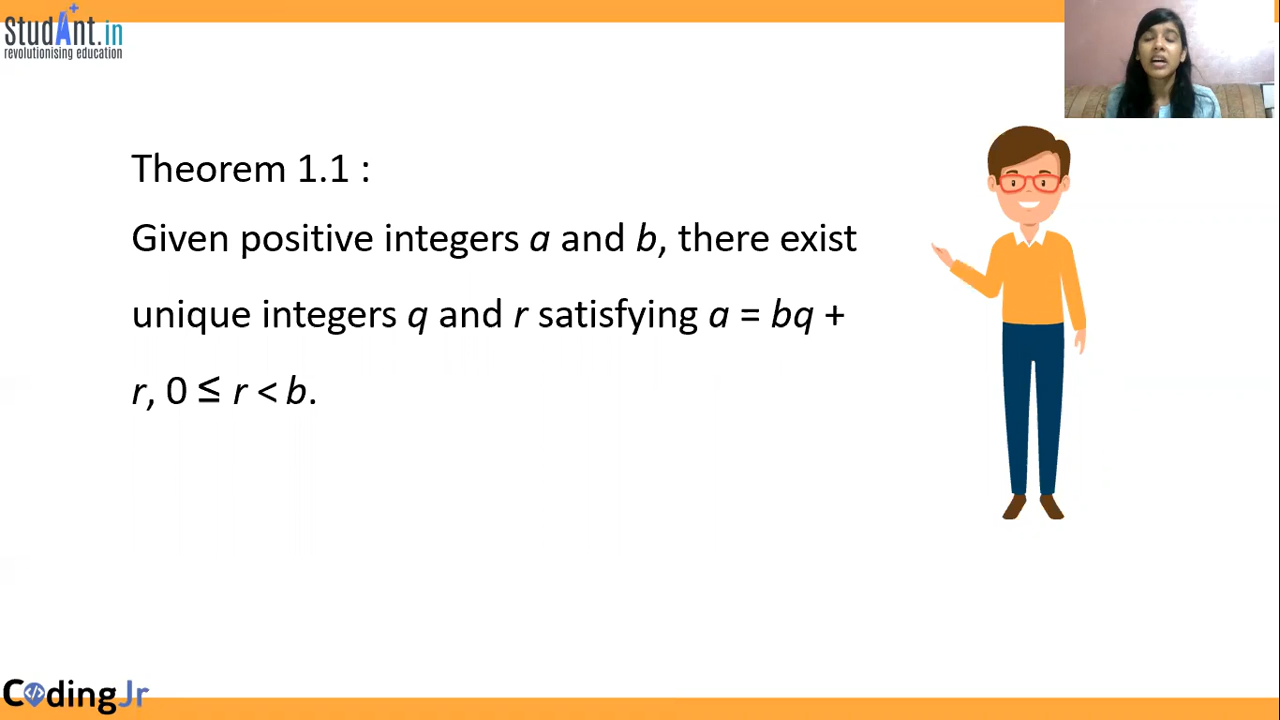 StudAnt.in
revolutionising education
Theorem 1.1 :
Given positive integers a and b, there exist
unique integers q and r satisfying a = bq +
r, 0 ≤ r < b.
CodingJr